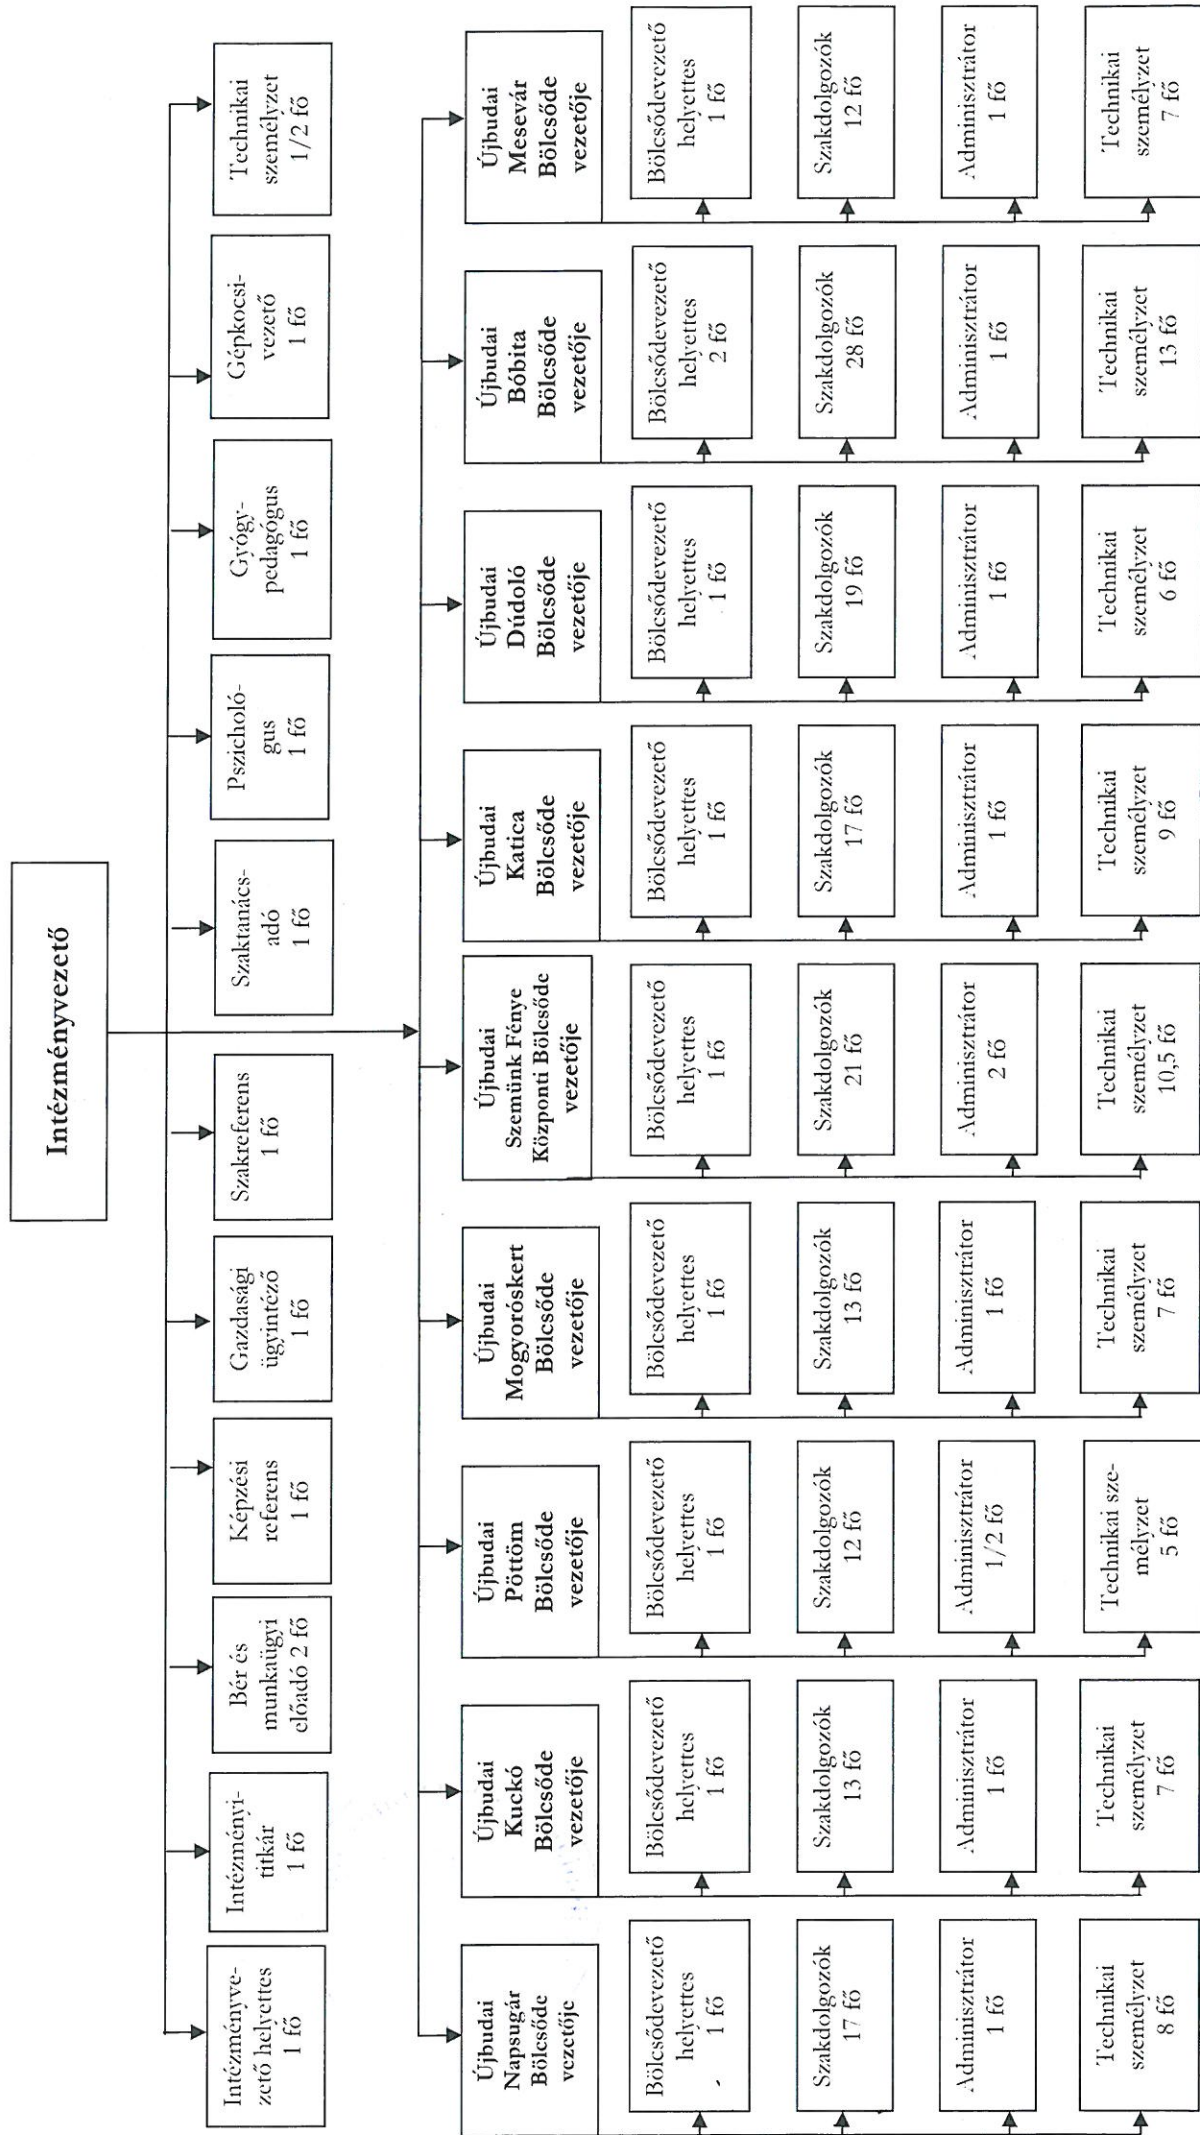 Intézményvezető
Intézményve-
zető helyettes
1 fő
Intézményi-
titkár
1 fő
Bér és
munkaügyi
előadó 2 fő
Képzési
referens
1 fő
Gazdasági
ügyintéző
1 fő
Szakreferens
1 fő
Szaktanács-
adó
1 fő
Pszicholó-
gus
1 fő
Gyógy-
pedagógus
1 fő
Gépkocsi-
vezető
1 fő
Technikai
személyzet
1/2 fő
Újbudai
Napsugár
Bölcsőde
vezetője
Bölcsődevezető
helyettes
1 fő
Szakdolgozók
17 fő
Adminisztrátor
1 fő
Technikai
személyzet
8 fő
Újbudai
Kuckó
Bölcsőde
vezetője
Bölcsődevezető
helyettes
1 fő
Szakdolgozók
13 fő
Adminisztrátor
1 fő
Technikai
személyzet
7 fő
Újbudai
Pöttöm
Bölcsőde
vezetője
Bölcsődevezető
helyettes
1 fő
Szakdolgozók
12 fő
Adminisztrátor
1/2 fő
Technikai sze-
mélyzet
5 fő
Újbudai
Mogyoróskert
Bölcsőde
vezetője
Bölcsődevezető
helyettes
1 fő
Szakdolgozók
13 fő
Adminisztrátor
1 fő
Technikai
személyzet
7 fő
Újbudai
Szemünk Fénye
Központi Bölcsőde
vezetője
Bölcsődevezető
helyettes
1 fő
Szakdolgozók
21 fő
Adminisztrátor
2 fő
Technikai
személyzet
10,5 fő
Újbudai
Katica
Bölcsőde
vezetője
Bölcsődevezető
helyettes
1 fő
Szakdolgozók
17 fő
Adminisztrátor
1 fő
Technikai
személyzet
9 fő
Újbudai
Dúdoló
Bölcsőde
vezetője
Bölcsődevezető
helyettes
1 fő
Szakdolgozók
19 fő
Adminisztrátor
1 fő
Technikai
személyzet
6 fő
Újbudai
Bóbita
Bölcsőde
vezetője
Bölcsődevezető
helyettes
2 fő
Szakdolgozók
28 fő
Adminisztrátor
1 fő
Technikai
személyzet
13 fő
Újbudai
Mesevár
Bölcsőde
vezetője
Bölcsődevezető
helyettes
1 fő
Szakdolgozók
12 fő
Adminisztrátor
1 fő
Technikai
személyzet
7 fő